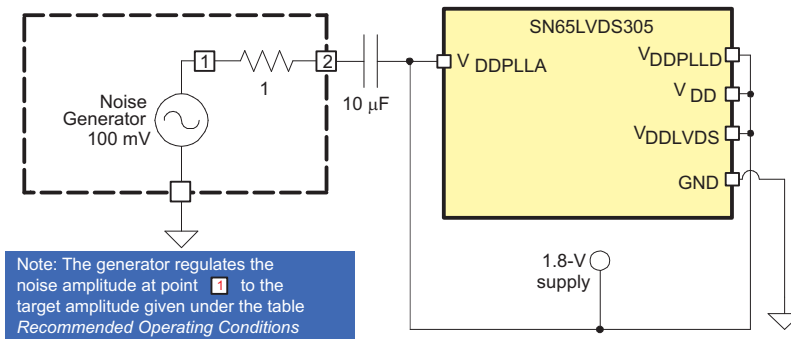 SN65LVDS305
1
2
V DDPLLA
VDDPLLD
1
10 μF
V DD
Noise
Generator
100 mV
VDDLVDS
GND
Note: The generator regulates the
noise amplitude at point 1 to the
target amplitude given under the table
Recommended Operating Conditions
1.8-V
supply